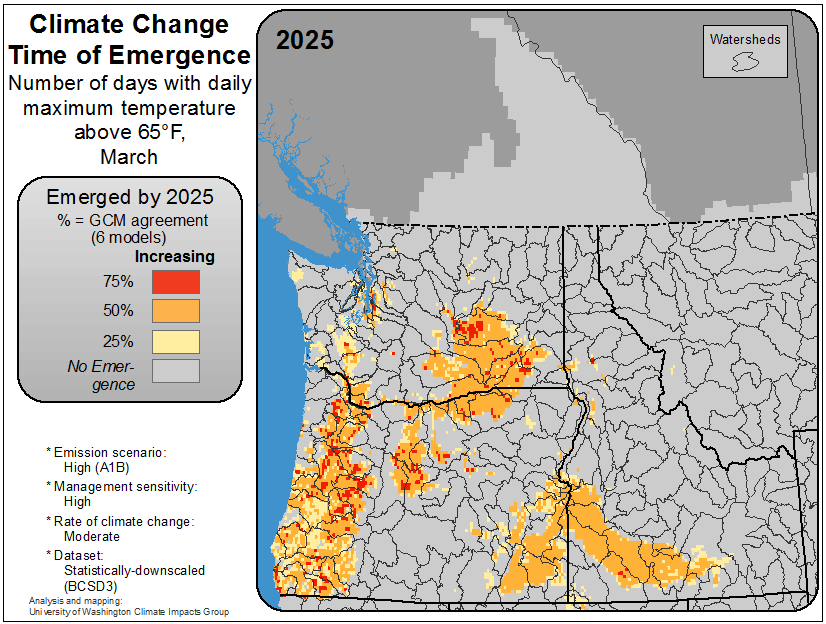 Climate Change
Time of Emergence
Number of days with daily
maximum temperature
above 65°F,
March
Emerged by 2025
% = GCM agreement
(6 models)
Increasing
75%
50%
25%
No Emer-
gence
* Emission scenario:
High (A1B)
* Management sensitivity:
High
* Rate of climate change:
Moderate
* Dataset:
Statistically-downscaled
(BCSD3)
Analysis and mapping:
University of Washington Climate Impacts Group
2025
Watersheds